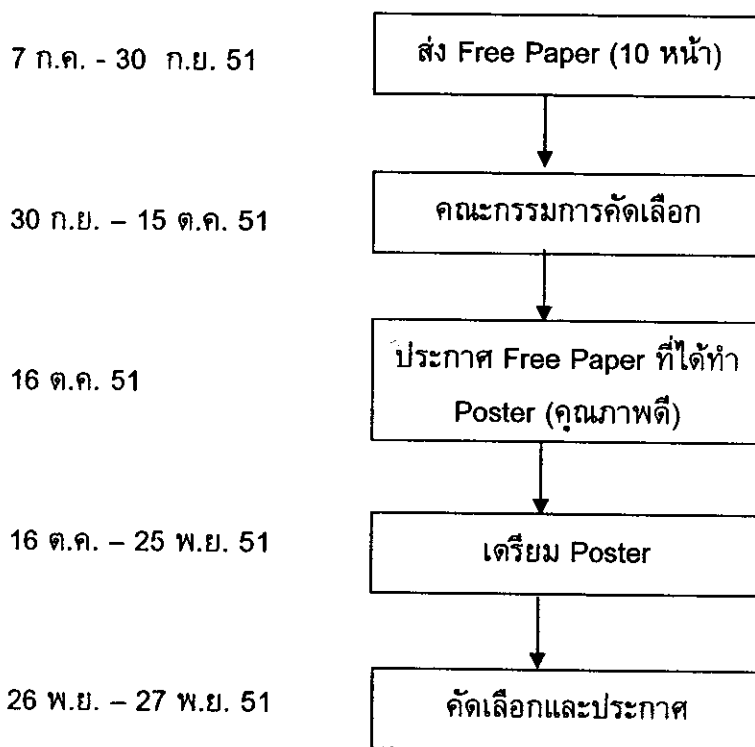 7 ก.ค. - 30 ก.ย. 51
ส่ง Free Paper (10 หน้า)
30 ก.ย. – 15 ต.ค. 51
คณะกรรมการคัดเลือก
16 ต.ค. 51
ประกาศ Free Paper ที่ได้ทำ
Poster (คุณภาพดี)
16 ต.ค. – 25 พ.ย. 51
เตรียม Poster
26 พ.ย. – 27 พ.ย. 51
คัดเลือกและประกาศ